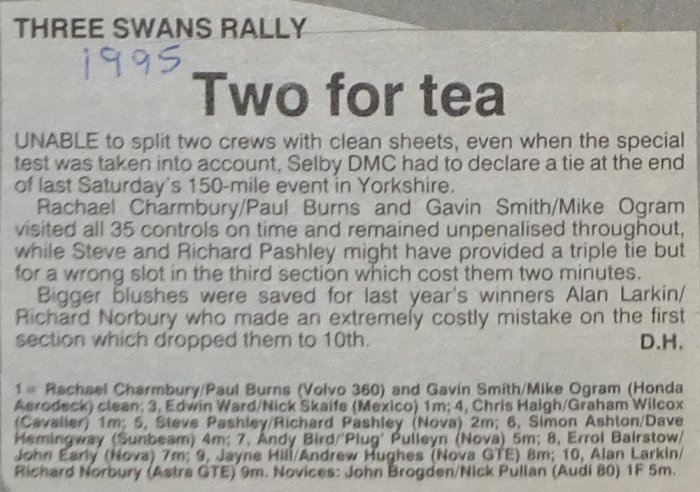 THREE SWANS RALLY
1995
Two for tea
UNABLE to split two crews with clean sheets, even when the special
test was taken into account, Selby DMC had to declare a tie at the end
of last Saturday's 150-mile event in Yorkshire.
Rachael Charmbury/Paul Burns and Gavin Smith/Mike Ogram
visited all 35 controls on time and remained unpenalised throughout,
while Steve and Richard Pashley might have provided a triple tie but
for a wrong slot in the third section which cost them two minutes.
Bigger blushes were saved for last year's winners Alan Larkin/
Richard Norbury who made an extremely costly mistake on the first
section which dropped them to 10th. D.H.
1= Rachael Charmbury/Paul Burns (Volvo 360) and Gavin Smith/Mike Ogram (Honda
Aerodeck) clean; 3, Edwin Ward/Nick Skaife (Mexico) 1m; 4, Chris Haigh/Graham Wilcox
(Cavalier) 1m; 5, Steve Pashley/Richard Pashley (Nova) 2m; 6, Simon Ashton/Dave
Hemingway (Sunbeam) 4m; 7, Andy Bird/'Plug' Pulleyn (Nova) 5m; 8, Errol Bairstow/
John Early (Nova) 7m; 9, Jayne Hill/Andrew Hughes (Nova GTE) 8m; 10, Alan Larkin/
Richard Norbury (Astra GTE) 9m. Novices: John Brogden/Nick Pullan (Audi 80) 1F 5m.